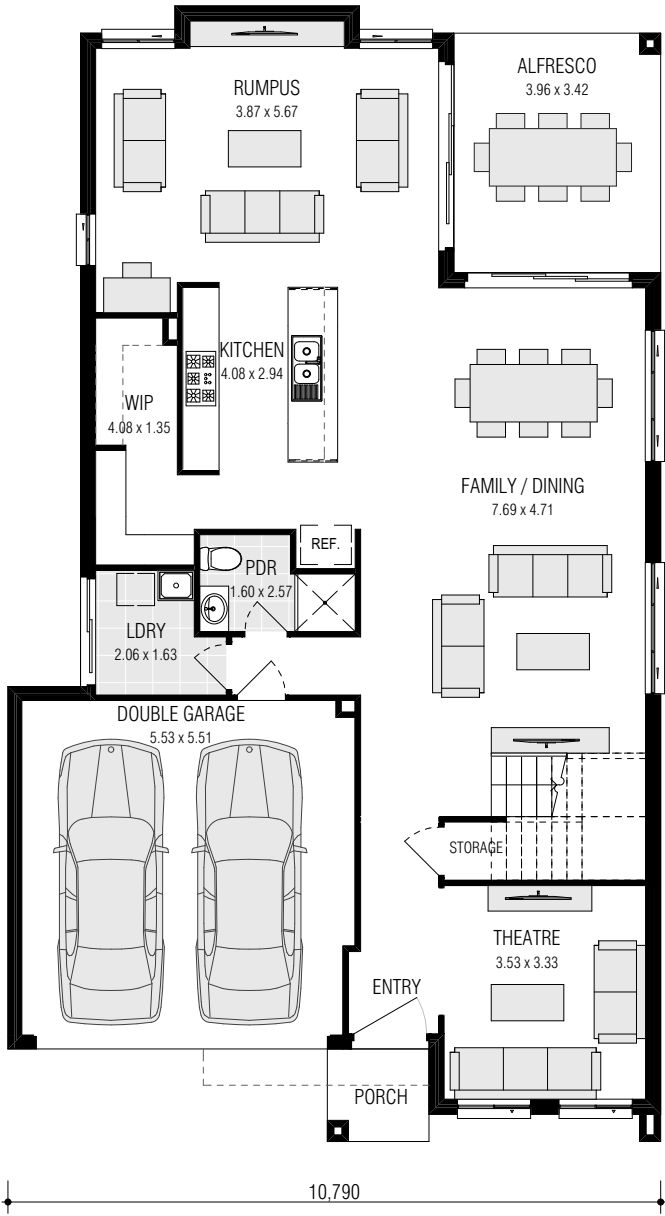 RUMPUS
3.87 x 5.67
ALFRESCO
3.96 x 3.42
KITCHEN
4.08 x 2.94
WIP
4.08 x 1.35
FAMILY / DINING
7.69 x 4.71
REF.
PDR
1.60 x 2.57
LDRY
2.06 x 1.63
DOUBLE GARAGE
5.53 x 5.51
STORAGE
THEATRE
3.53 x 3.33
ENTRY
PORCH
10,790